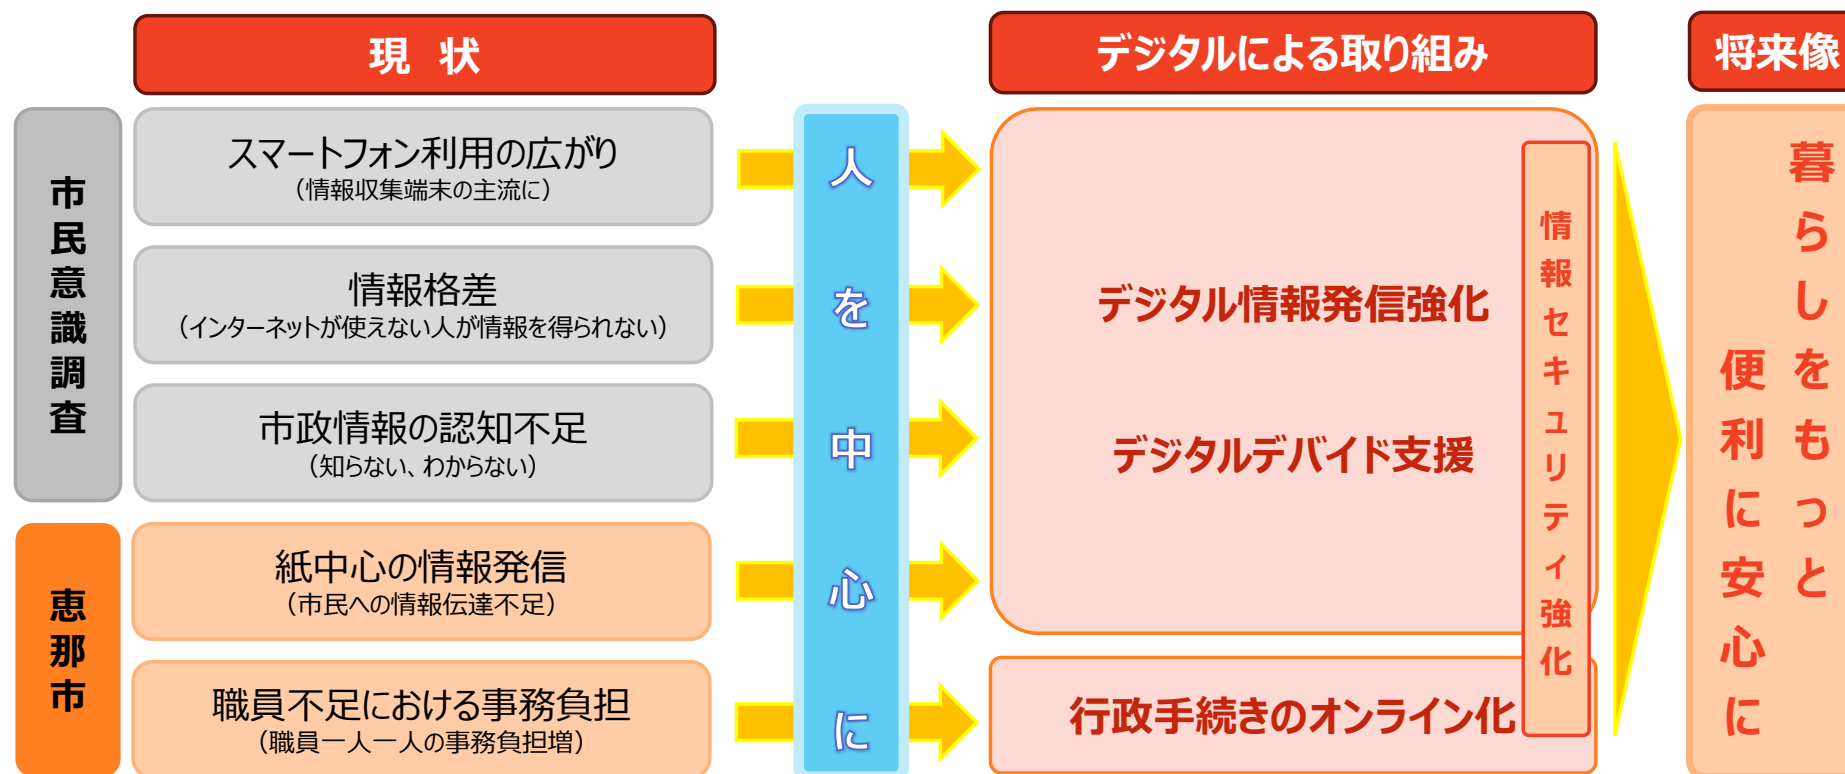 現 状
デジタルによる取り組み
将来像
市民意識調査
スマートフォン利用の広がり
（情報収集端末の主流に）
情報格差
（インターネットが使えない人が情報を得られない）
市政情報の認知不足
（知らない、わからない）
恵那市
紙中心の情報発信
（市民への情報伝達不足）
職員不足における事務負担
（職員一人一人の事務負担増）
人を中心に
デジタル情報発信強化
デジタルデバイド支援
行政手続きのオンライン化
情報セキュリティ強化
暮らしをもっと
便利に安心に